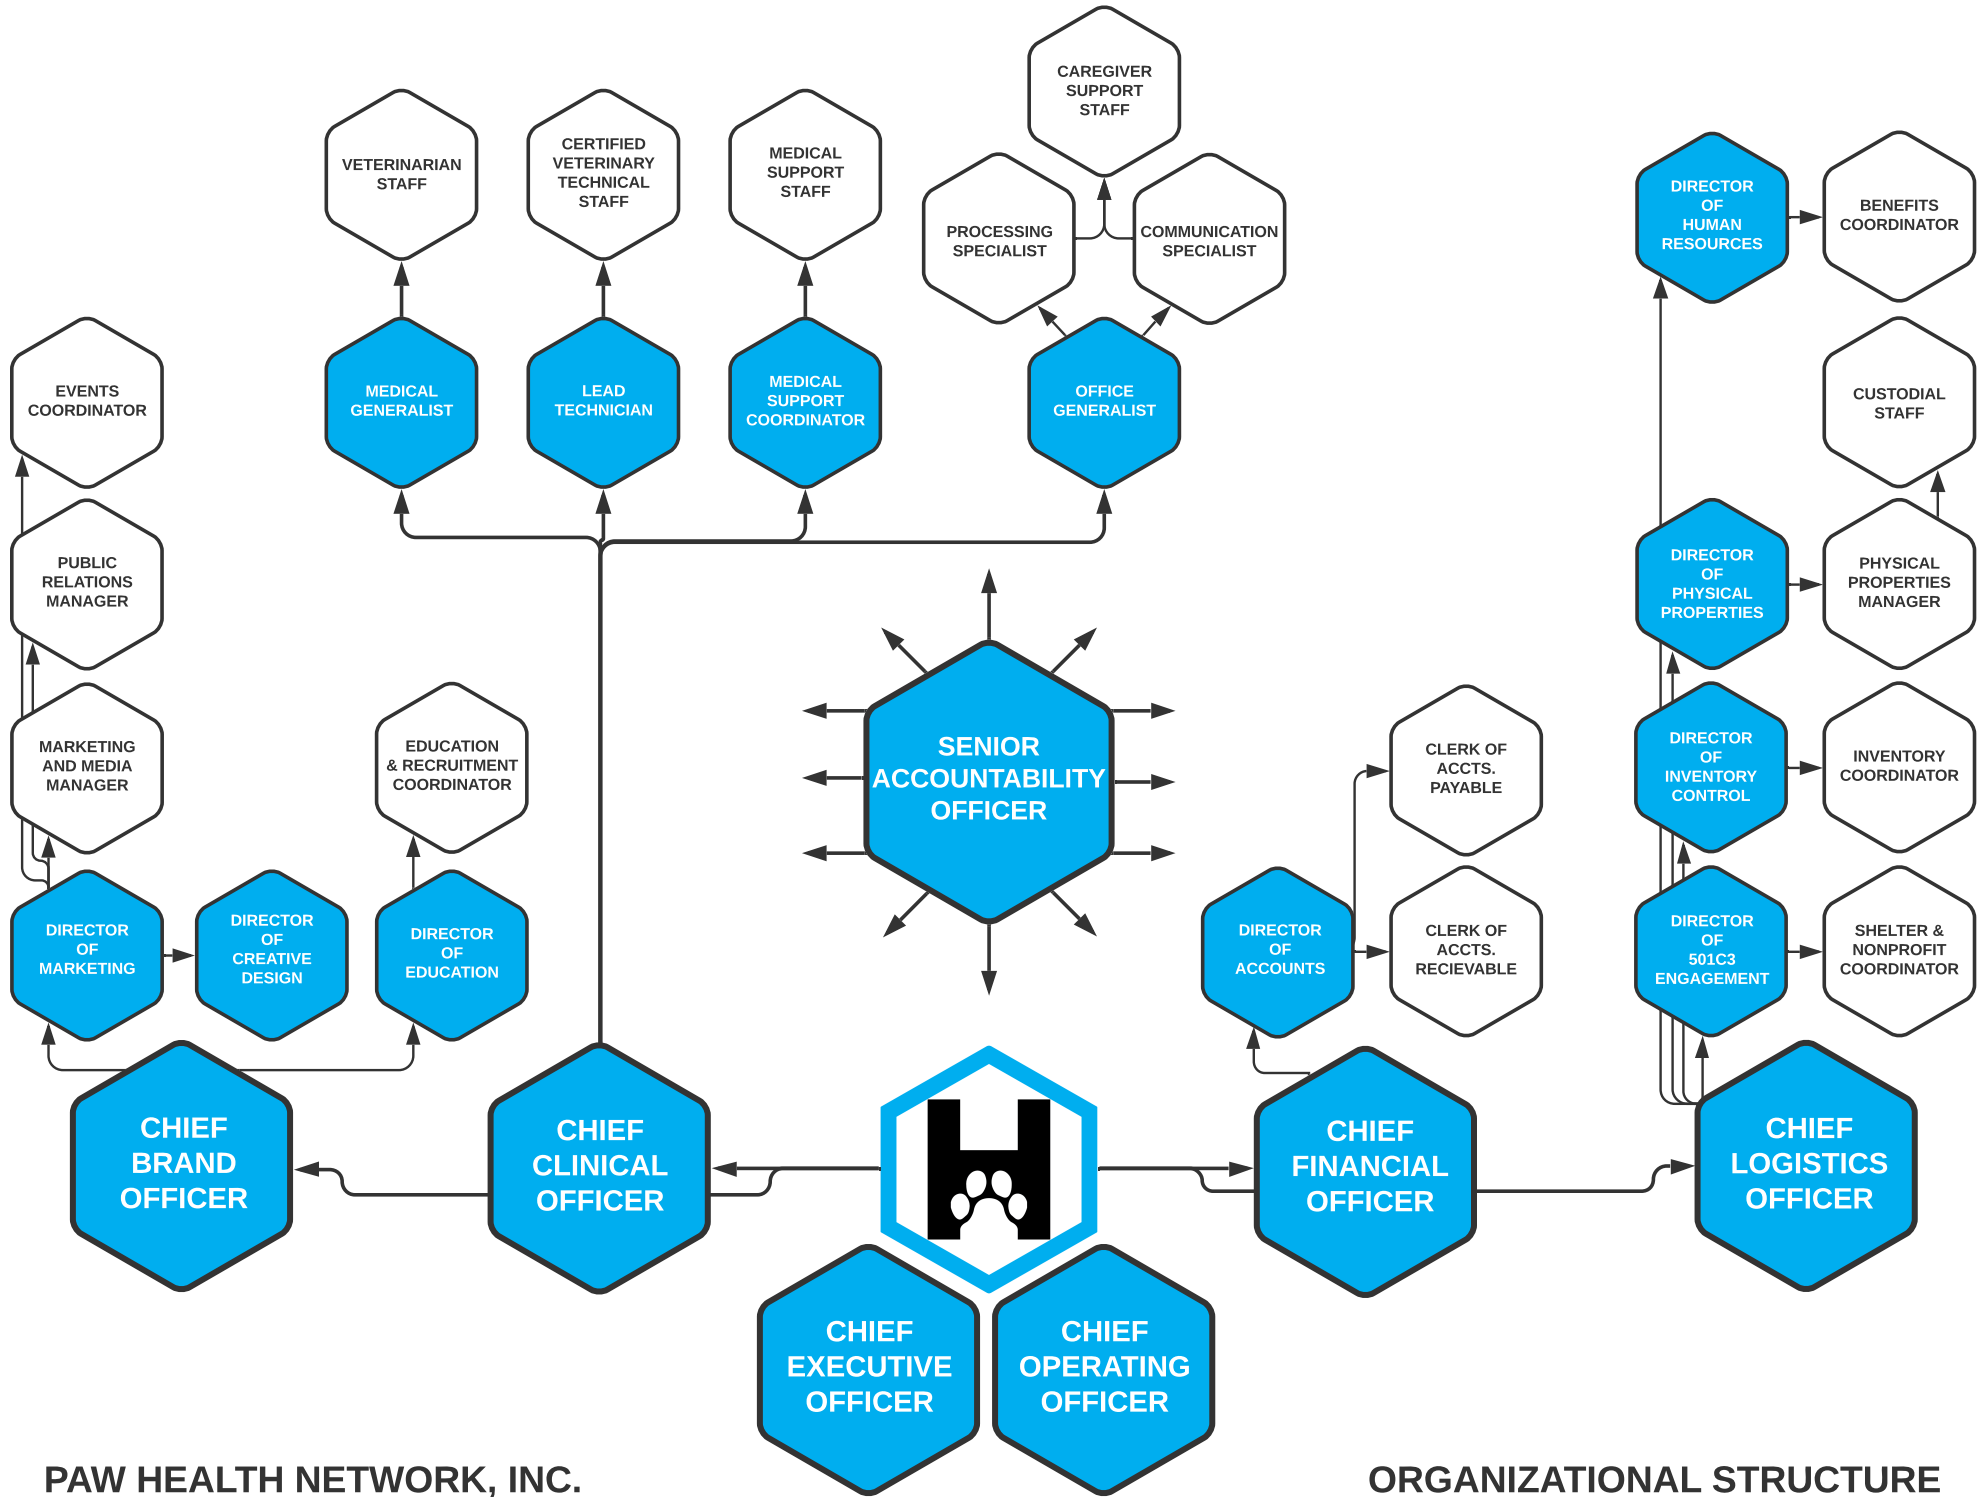 CAREGIVER
SUPPORT
STAFF
VETERINARIAN
STAFF
CERTIFIED
VETERINARY
TECHNICAL
STAFF
MEDICAL
SUPPORT
STAFF
PROCESSING
SPECIALIST
COMMUNICATION
SPECIALIST
DIRECTOR
OF
HUMAN
RESOURCES
BENEFITS
COORDINATOR
EVENTS
COORDINATOR
MEDICAL
GENERALIST
LEAD
TECHNICIAN
MEDICAL
SUPPORT
COORDINATOR
OFFICE
GENERALIST
CUSTODIAL
STAFF
PUBLIC
RELATIONS
MANAGER
DIRECTOR
OF
PHYSICAL
PROPERTIES
PHYSICAL
PROPERTIES
MANAGER
MARKETING
AND MEDIA
MANAGER
EDUCATION
& RECRUITMENT
COORDINATOR
SENIOR
ACCOUNTABILITY
OFFICER
CLERK OF
ACCTS.
PAYABLE
DIRECTOR
OF
INVENTORY
CONTROL
INVENTORY
COORDINATOR
DIRECTOR
OF
MARKETING
DIRECTOR
OF
CREATIVE
DESIGN
DIRECTOR
OF
EDUCATION
DIRECTOR
OF
ACCOUNTS
CLERK OF
ACCTS.
RECIEVABLE
DIRECTOR
OF
501C3
ENGAGEMENT
SHELTER &
NONPROFIT
COORDINATOR
CHIEF
BRAND
OFFICER
CHIEF
CLINICAL
OFFICER
CHIEF
FINANCIAL
OFFICER
CHIEF
LOGISTICS
OFFICER
CHIEF
EXECUTIVE
OFFICER
CHIEF
OPERATING
OFFICER
PAW HEALTH NETWORK, INC.
ORGANIZATIONAL STRUCTURE